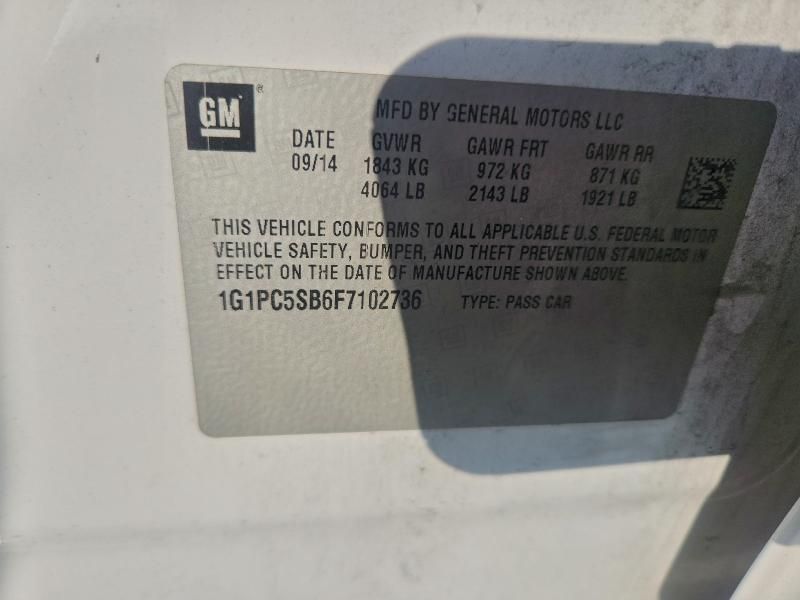 GM ®
MFD BY GENERAL MOTORS LLC
DATE GVWR GAWR FRT GAWR RR
09/14 1843 KG 972 KG 871 KG
4064 LB 2143 LB 1921 LB
THIS VEHICLE CONFORMS TO ALL APPLICABLE U.S. FEDERAL MOTOR
VEHICLE SAFETY, BUMPER, AND THEFT PREVENTION STANDARDS IN
EFFECT ON THE DATE OF MANUFACTURE SHOWN ABOVE.
1G1PC5SB6F7102736 TYPE: PASS CAR